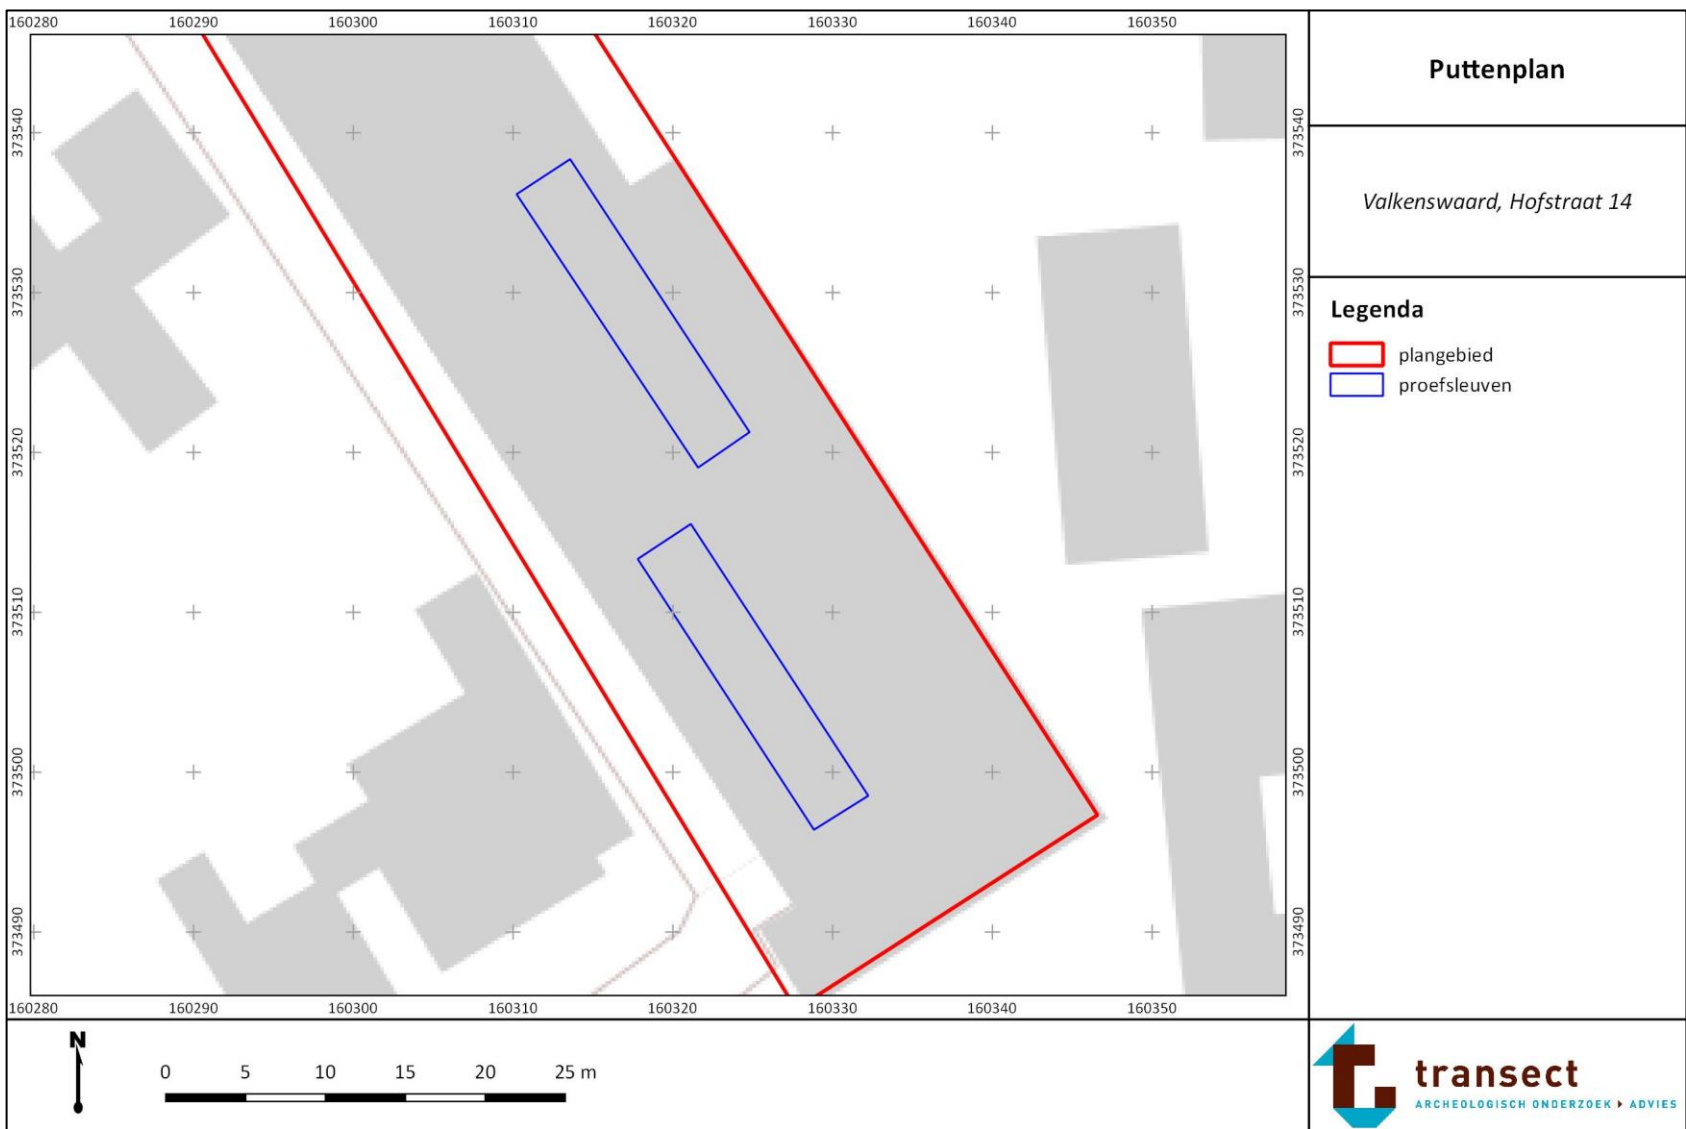 160280 160290 160300 160310 160320 160330 160340 160350
373540
373530
373520
373510
373500
373490
373540
373530
373520
373510
373500
373490
160280 160290 160300 160310 160320 160330 160340 160350
N
0 5 10 15 20 25 m
Puttenplan
Valkenswaard, Hofstraat 14
Legenda
plangebied
proefsleuven
transect
ARCHEOLOGISCH ONDERZOEK ADVIES